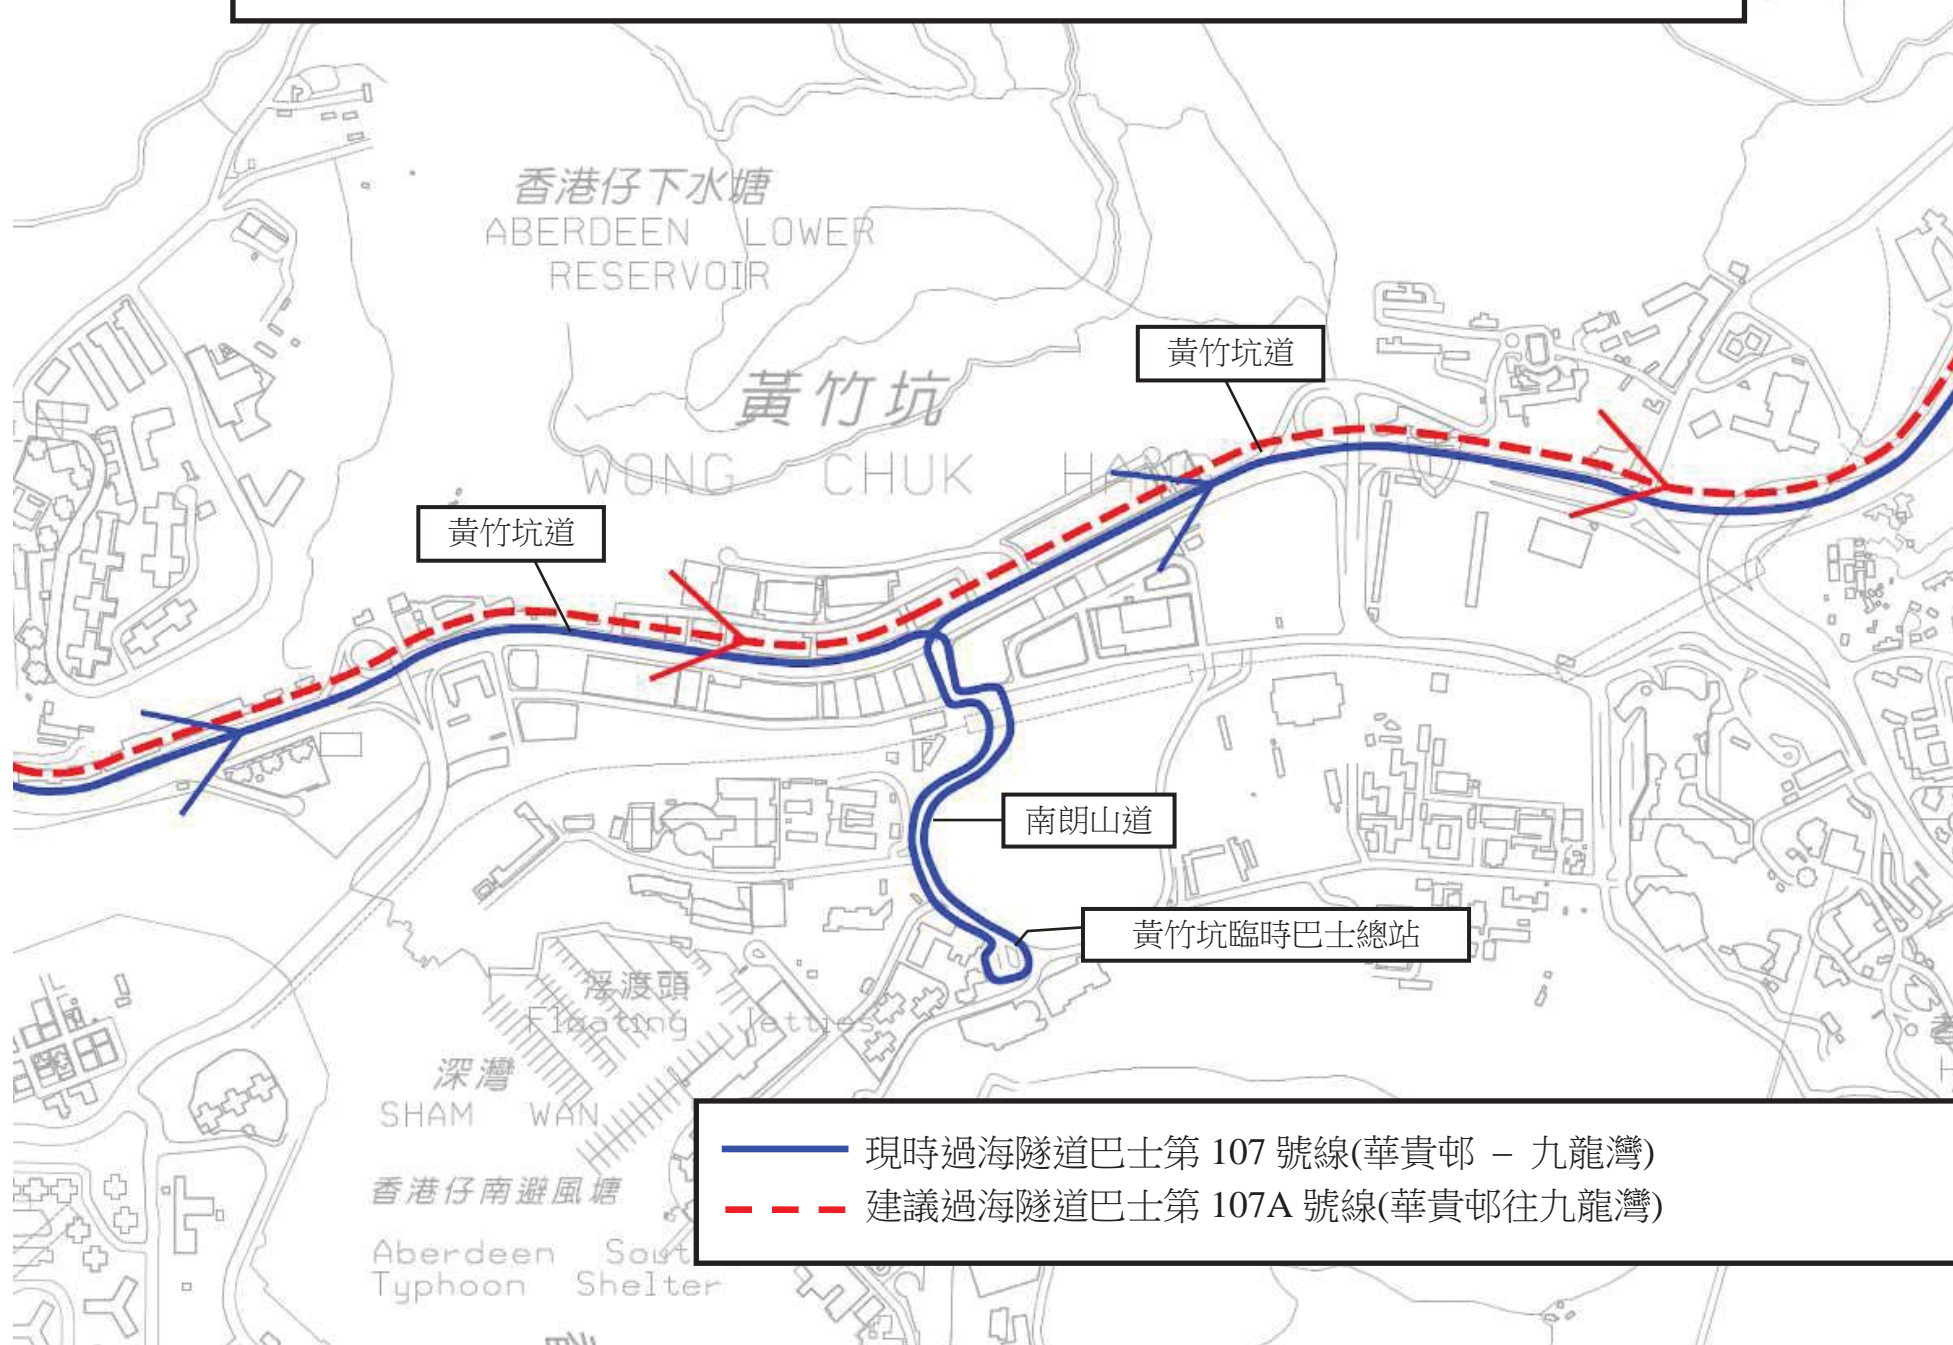 香港仔下水塘
ABERDEEN LOWER
RESERVOIR
黃竹坑道
黃竹坑
WONG CHUK HANG
黃竹坑道
南朗山道
黃竹坑臨時巴士總站
浮渡頭
Floating Jetties
深灣
SHAM WAN
現時過海隧道巴士第 107 號線(華貴邨 – 九龍灣)
建議過海隧道巴士第 107A 號線(華貴邨往九龍灣)
香港仔南避風塘
Aberdeen Sout
Typhoon Shelter